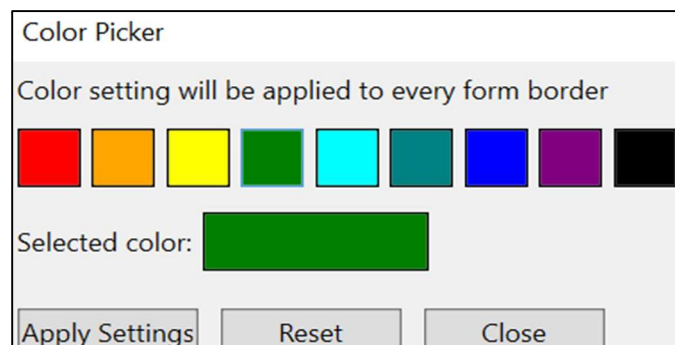 Color Picker
Color setting will be applied to every form border
Selected color:
Apply Settings Reset Close